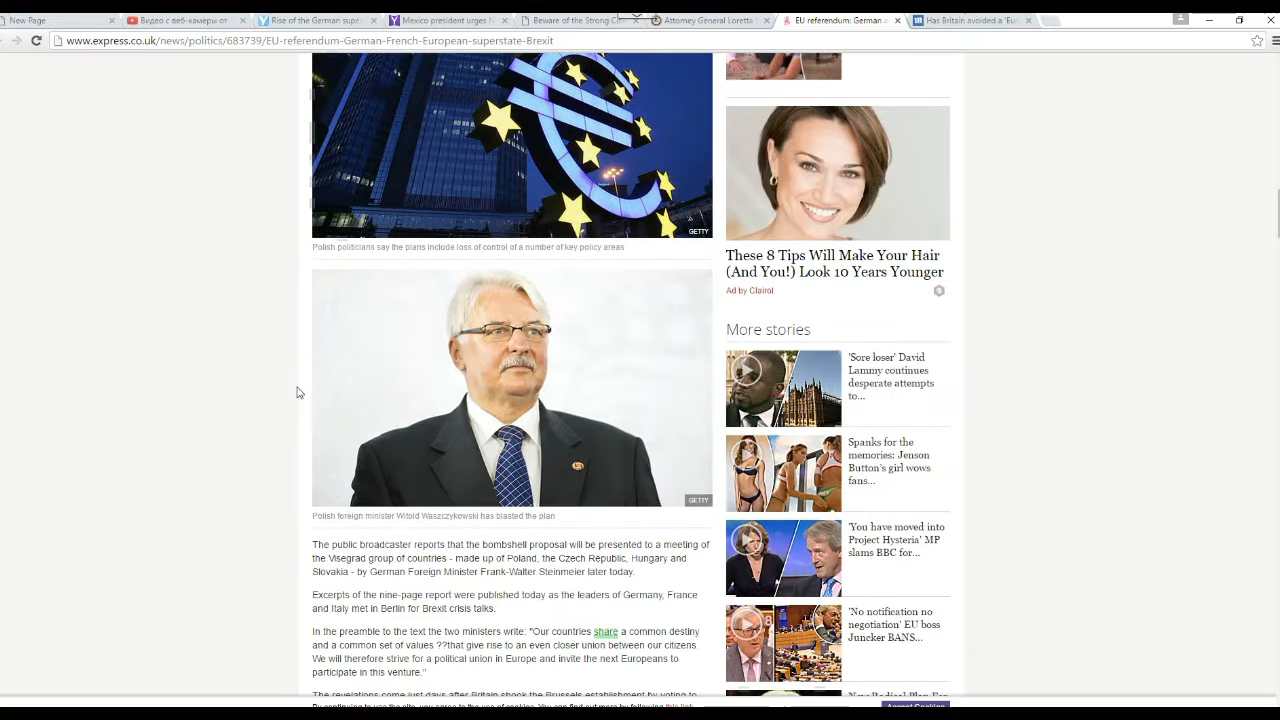 New Page
Видео с веб-камеры от
Rise of the German supe
Mexico president urges N
Beware of the Strong C
Attorney General Loretta
EU referendum: German a
Has Britain avoided a 'Eu
www.express.co.uk/news/politics/683739/EU-referendum-German-French-European-superstate-Brexit
GETTY
Polish politicians say the plans include loss of control of a number of key policy areas
GETTY
Polish foreign minister Witold Waszczykowski has blasted the plan
The public broadcaster reports that the bombshell proposal will be presented to a meeting of
the Visegrad group of countries - made up of Poland, the Czech Republic, Hungary and
Slovakia - by German Foreign Minister Frank-Walter Steinmeier later today.
Excerpts of the nine-page report were published today as the leaders of Germany, France
and Italy met in Berlin for Brexit crisis talks.
In the preamble to the text the two ministers write: "Our countries share a common destiny
and a common set of values ??that give rise to an even closer union between our citizens.
We will therefore strive for a political union in Europe and invite the next Europeans to
participate in this venture."
The revelations come just days after Britain shook the Brussels establishment by voting to
By continuing to use the site, you agree to the use of cookies. You can find out more by following this link
Accept Cookies
These 8 Tips Will Make Your Hair
(And You!) Look 10 Years Younger
Ad by Clairol
More stories
'Sore loser' David
Lammy continues
desperate attempts
to...
Spanks for the
memories: Jenson
Button's girl wows
fans...
'You have moved into
Project Hysteria' MP
slams BBC for...
'No notification no
negotiation' EU boss
Juncker BANS...
New Radical Plan For